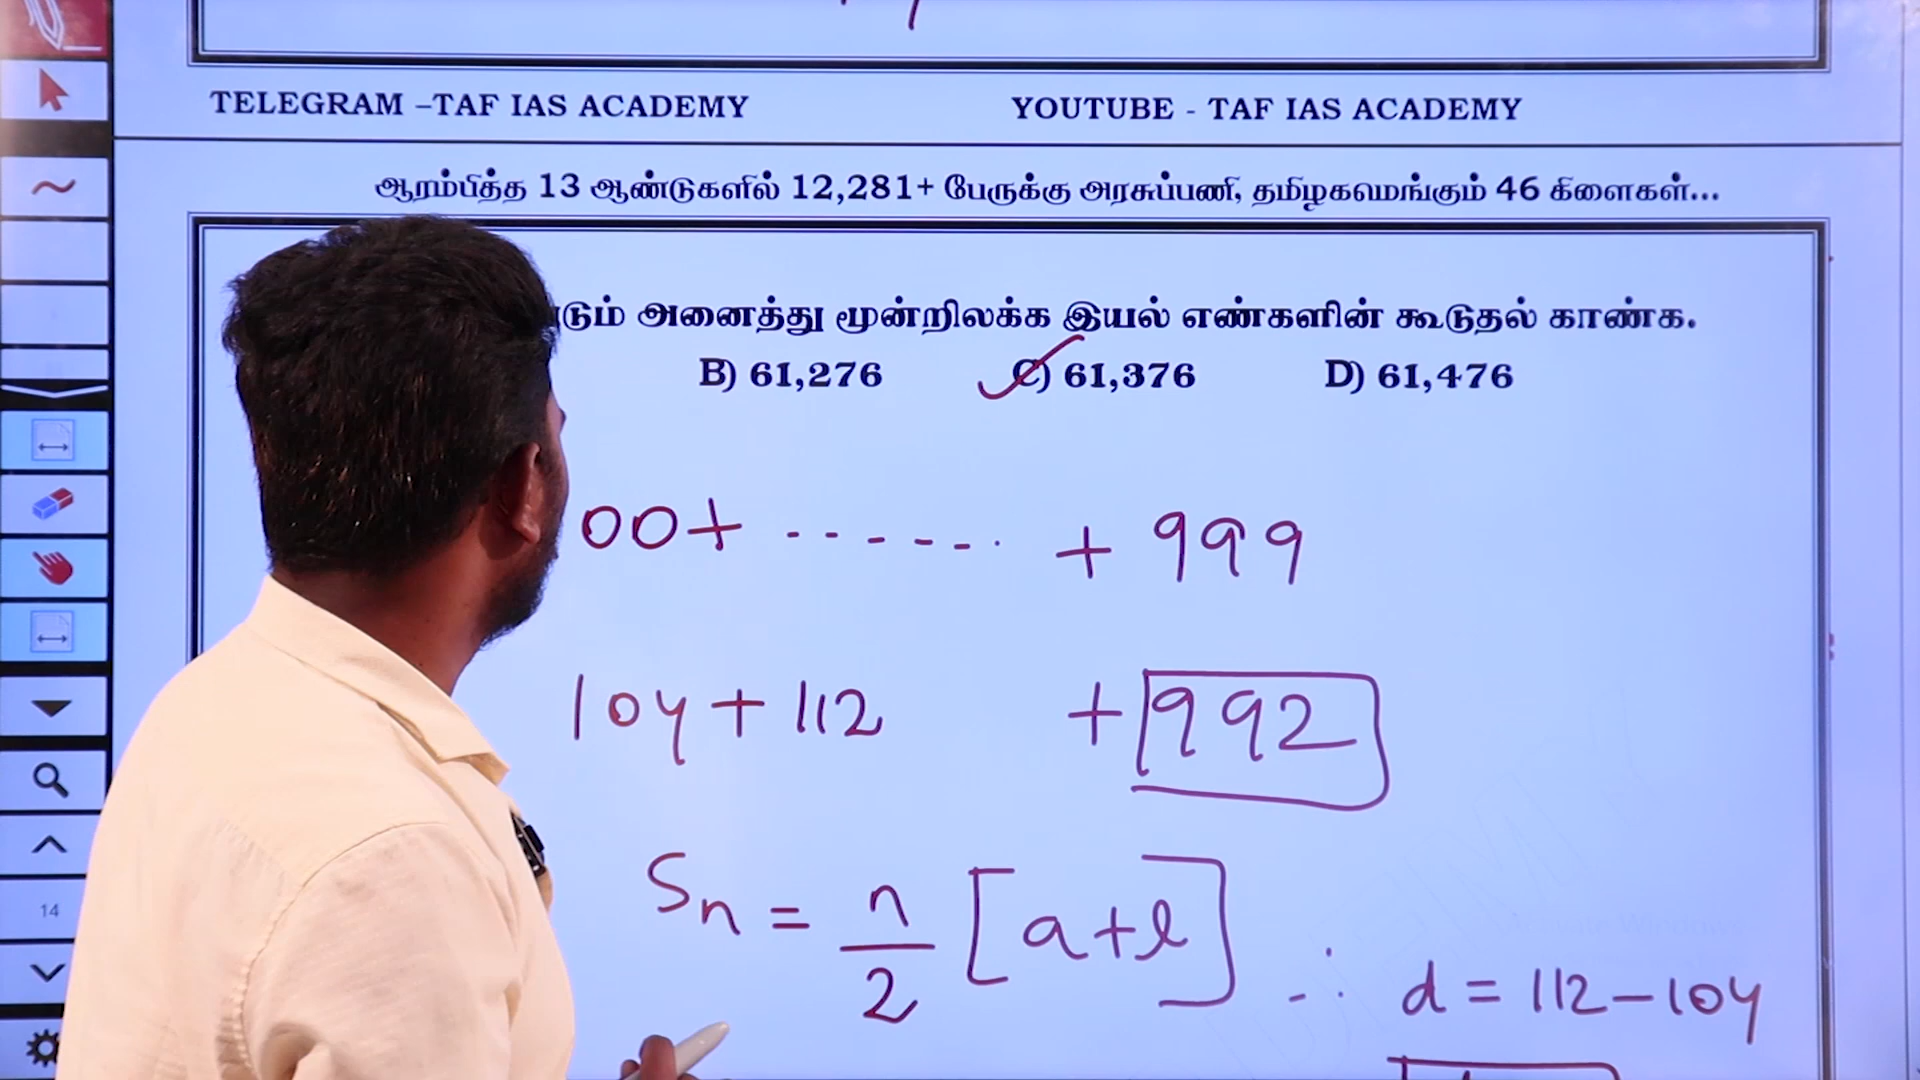 TELEGRAM –TAF IAS ACADEMY YOUTUBE - TAF IAS ACADEMY
ஆரம்பித்த 13 ஆண்டுகளில் 12,281+ பேருக்கு அரசுப்பணி, தமிழகமெங்கும் 46 கிளைகள்...
அனைத்து மூன்றிலக்க இயல் எண்களின் கூடுதல் காண்க.
B) 61,276 C) 61,376 D) 61,476
00+ ------. + 999
104+112 +992
Sn = n/2 [a+l]
∴ d = 112-104
14